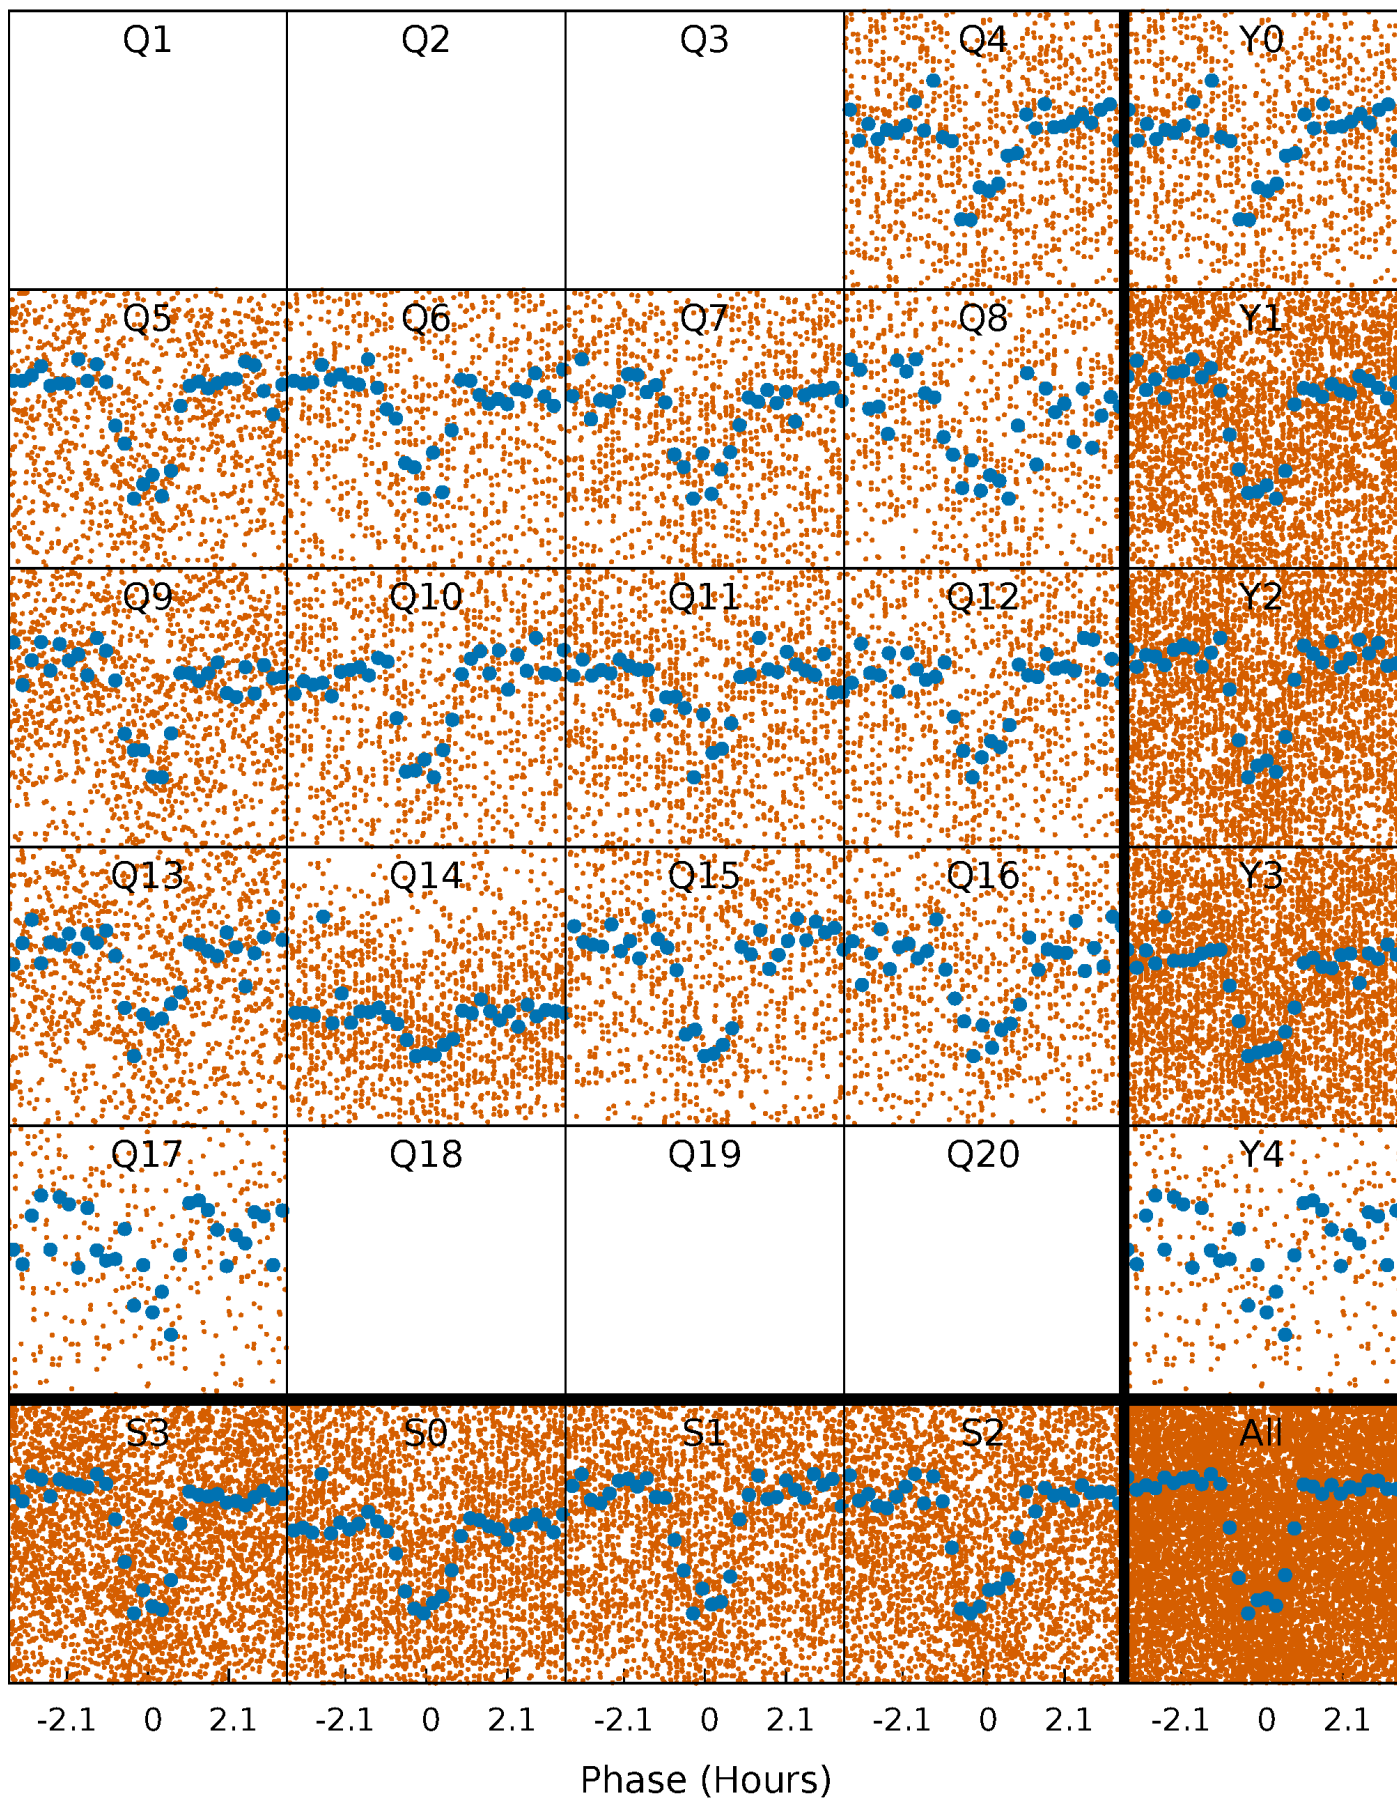 Q1 Q2 Q3 Q4 Y0
Q5 Q6 Q7 Q8 Y1
Q9 Q10 Q11 Q12 Y2
Q13 Q14 Q15 Q16 Y3
Q17 Q18 Q19 Q20 Y4
S3 S0 S1 S2 All
-2.1 0 2.1 -2.1 0 2.1 -2.1 0 2.1 -2.1 0 2.1 -2.1 0 2.1
Phase (Hours)